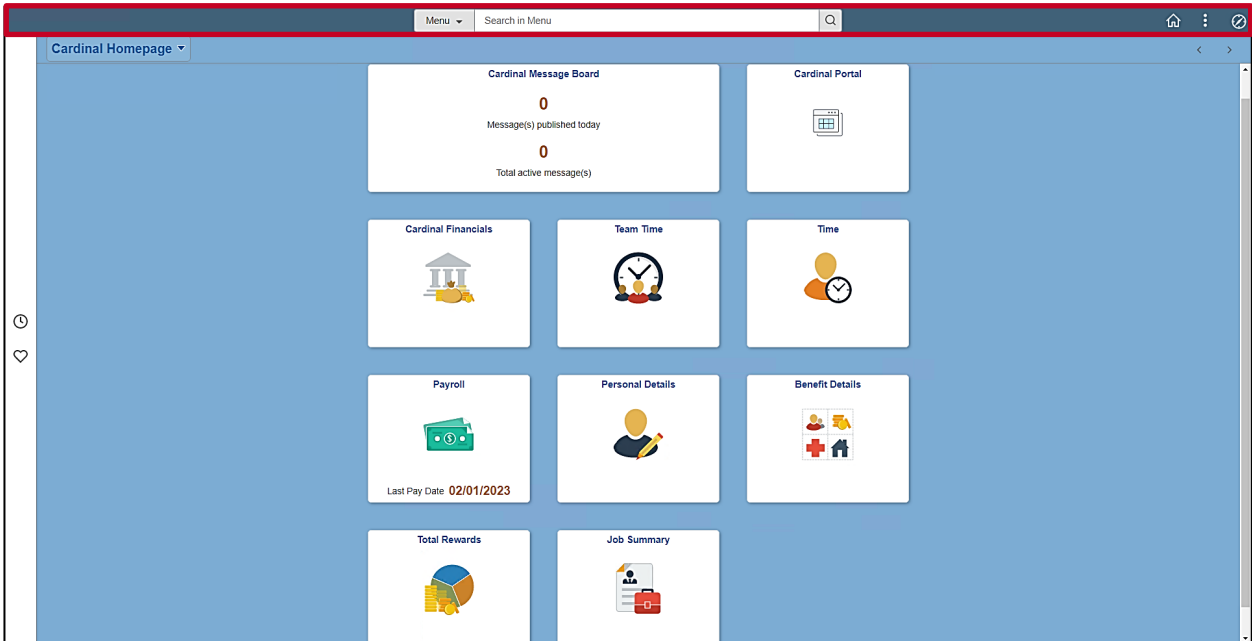 Menu
Search in Menu
Cardinal Homepage
Cardinal Message Board
0
Message(s) published today
0
Total active message(s)
Cardinal Portal
Cardinal Financials
Team Time
Time
Payroll
Last Pay Date 02/01/2023
Personal Details
Benefit Details
Total Rewards
Job Summary